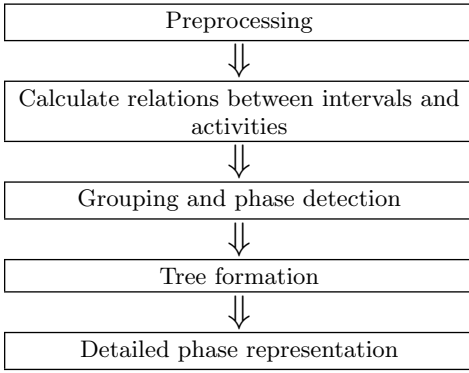 Preprocessing
Calculate relations between intervals and
activities
Grouping and phase detection
Tree formation
Detailed phase representation